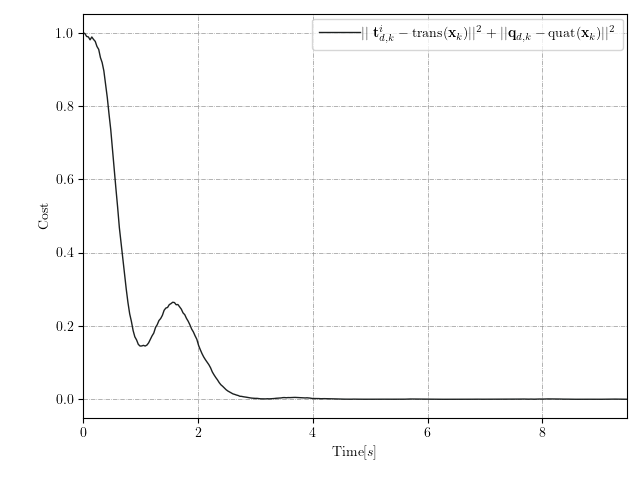 || t^i_{d,k} − trans(x_k)||² + ||q_{d,k} − quat(x_k)||²
1.0
0.8
0.6
0.4
0.2
0.0
Cost
0 2 4 6 8
Time[s]